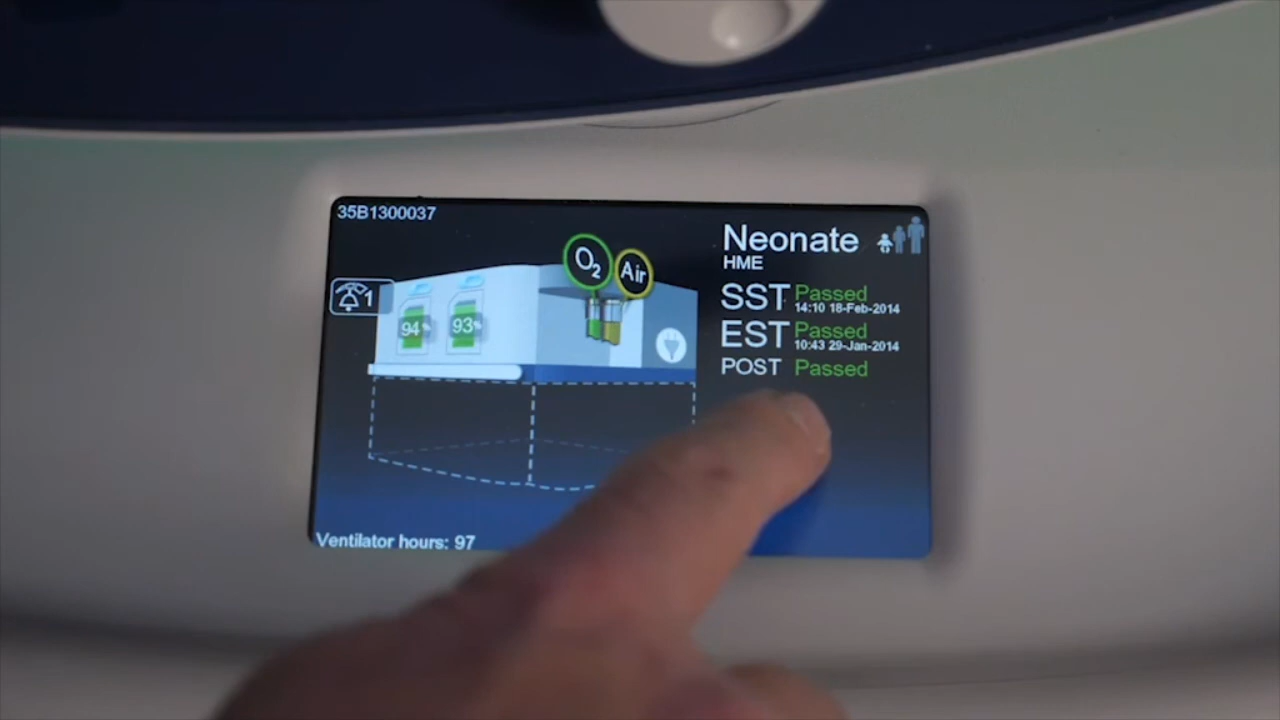 35B1300037
Neonate
HME
O2
Air
1
94%
93%
SST Passed
14:10 18-Feb-2014
EST Passed
10:43 29-Jan-2014
POST Passed
Ventilator hours: 97